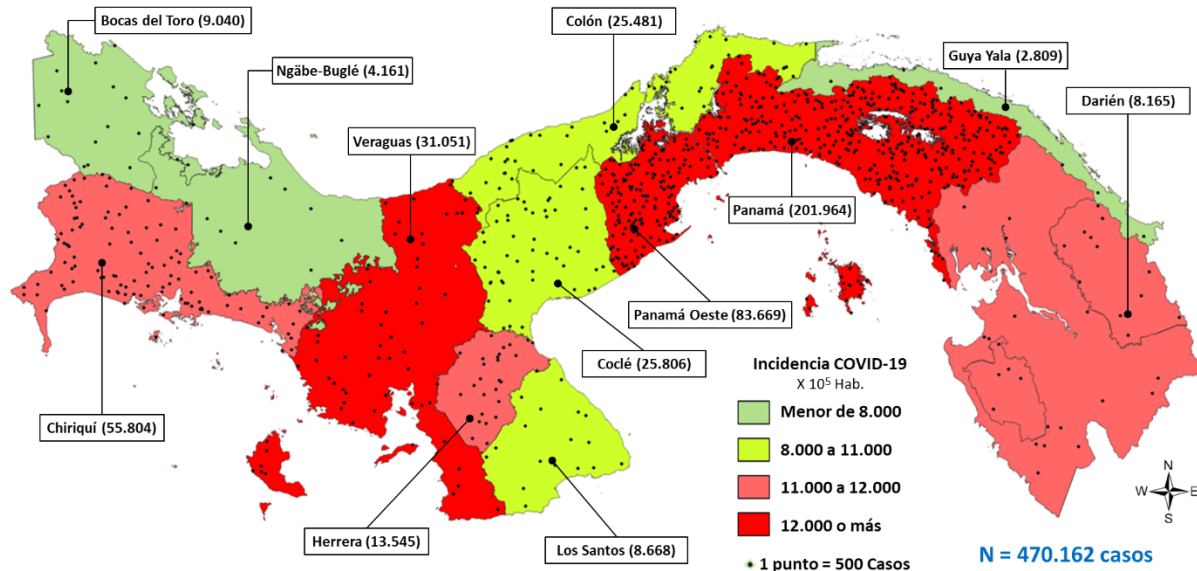 Bocas del Toro (9.040)
Colón (25.481)
Ngäbe-Buglé (4.161)
Guya Yala (2.809)
Darién (8.165)
Veraguas (31.051)
Panamá (201.964)
Panamá Oeste (83.669)
Coclé (25.806)
Chiriquí (55.804)
Herrera (13.545)
Los Santos (8.668)
Incidencia COVID-19
X 10⁵ Hab.
Menor de 8.000
8.000 a 11.000
11.000 a 12.000
12.000 o más
1 punto = 500 Casos
N
W E
S
N = 470.162 casos